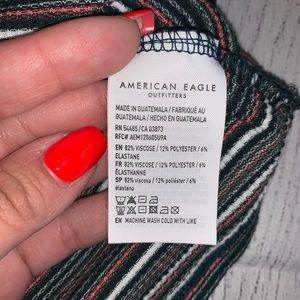 AMERICAN EAGLE
OUTFITTERS
MADE IN GUATEMALA / FABRIQUÉ AU
GUATEMALA / HECHO EN GUATEMALA
RN 54485/CA 03873
RFC# AEM1206050U9A
EN 82% VISCOSE / 12% POLYESTER / 6%
ELASTANE
FR 82% VISCOSE / 12% POLYESTER / 6%
ÉLASTHANNE
SP 82% viscosa / 12% poliéster / 6%
elastana
EN MACHINE WASH COLD WITH LIKE